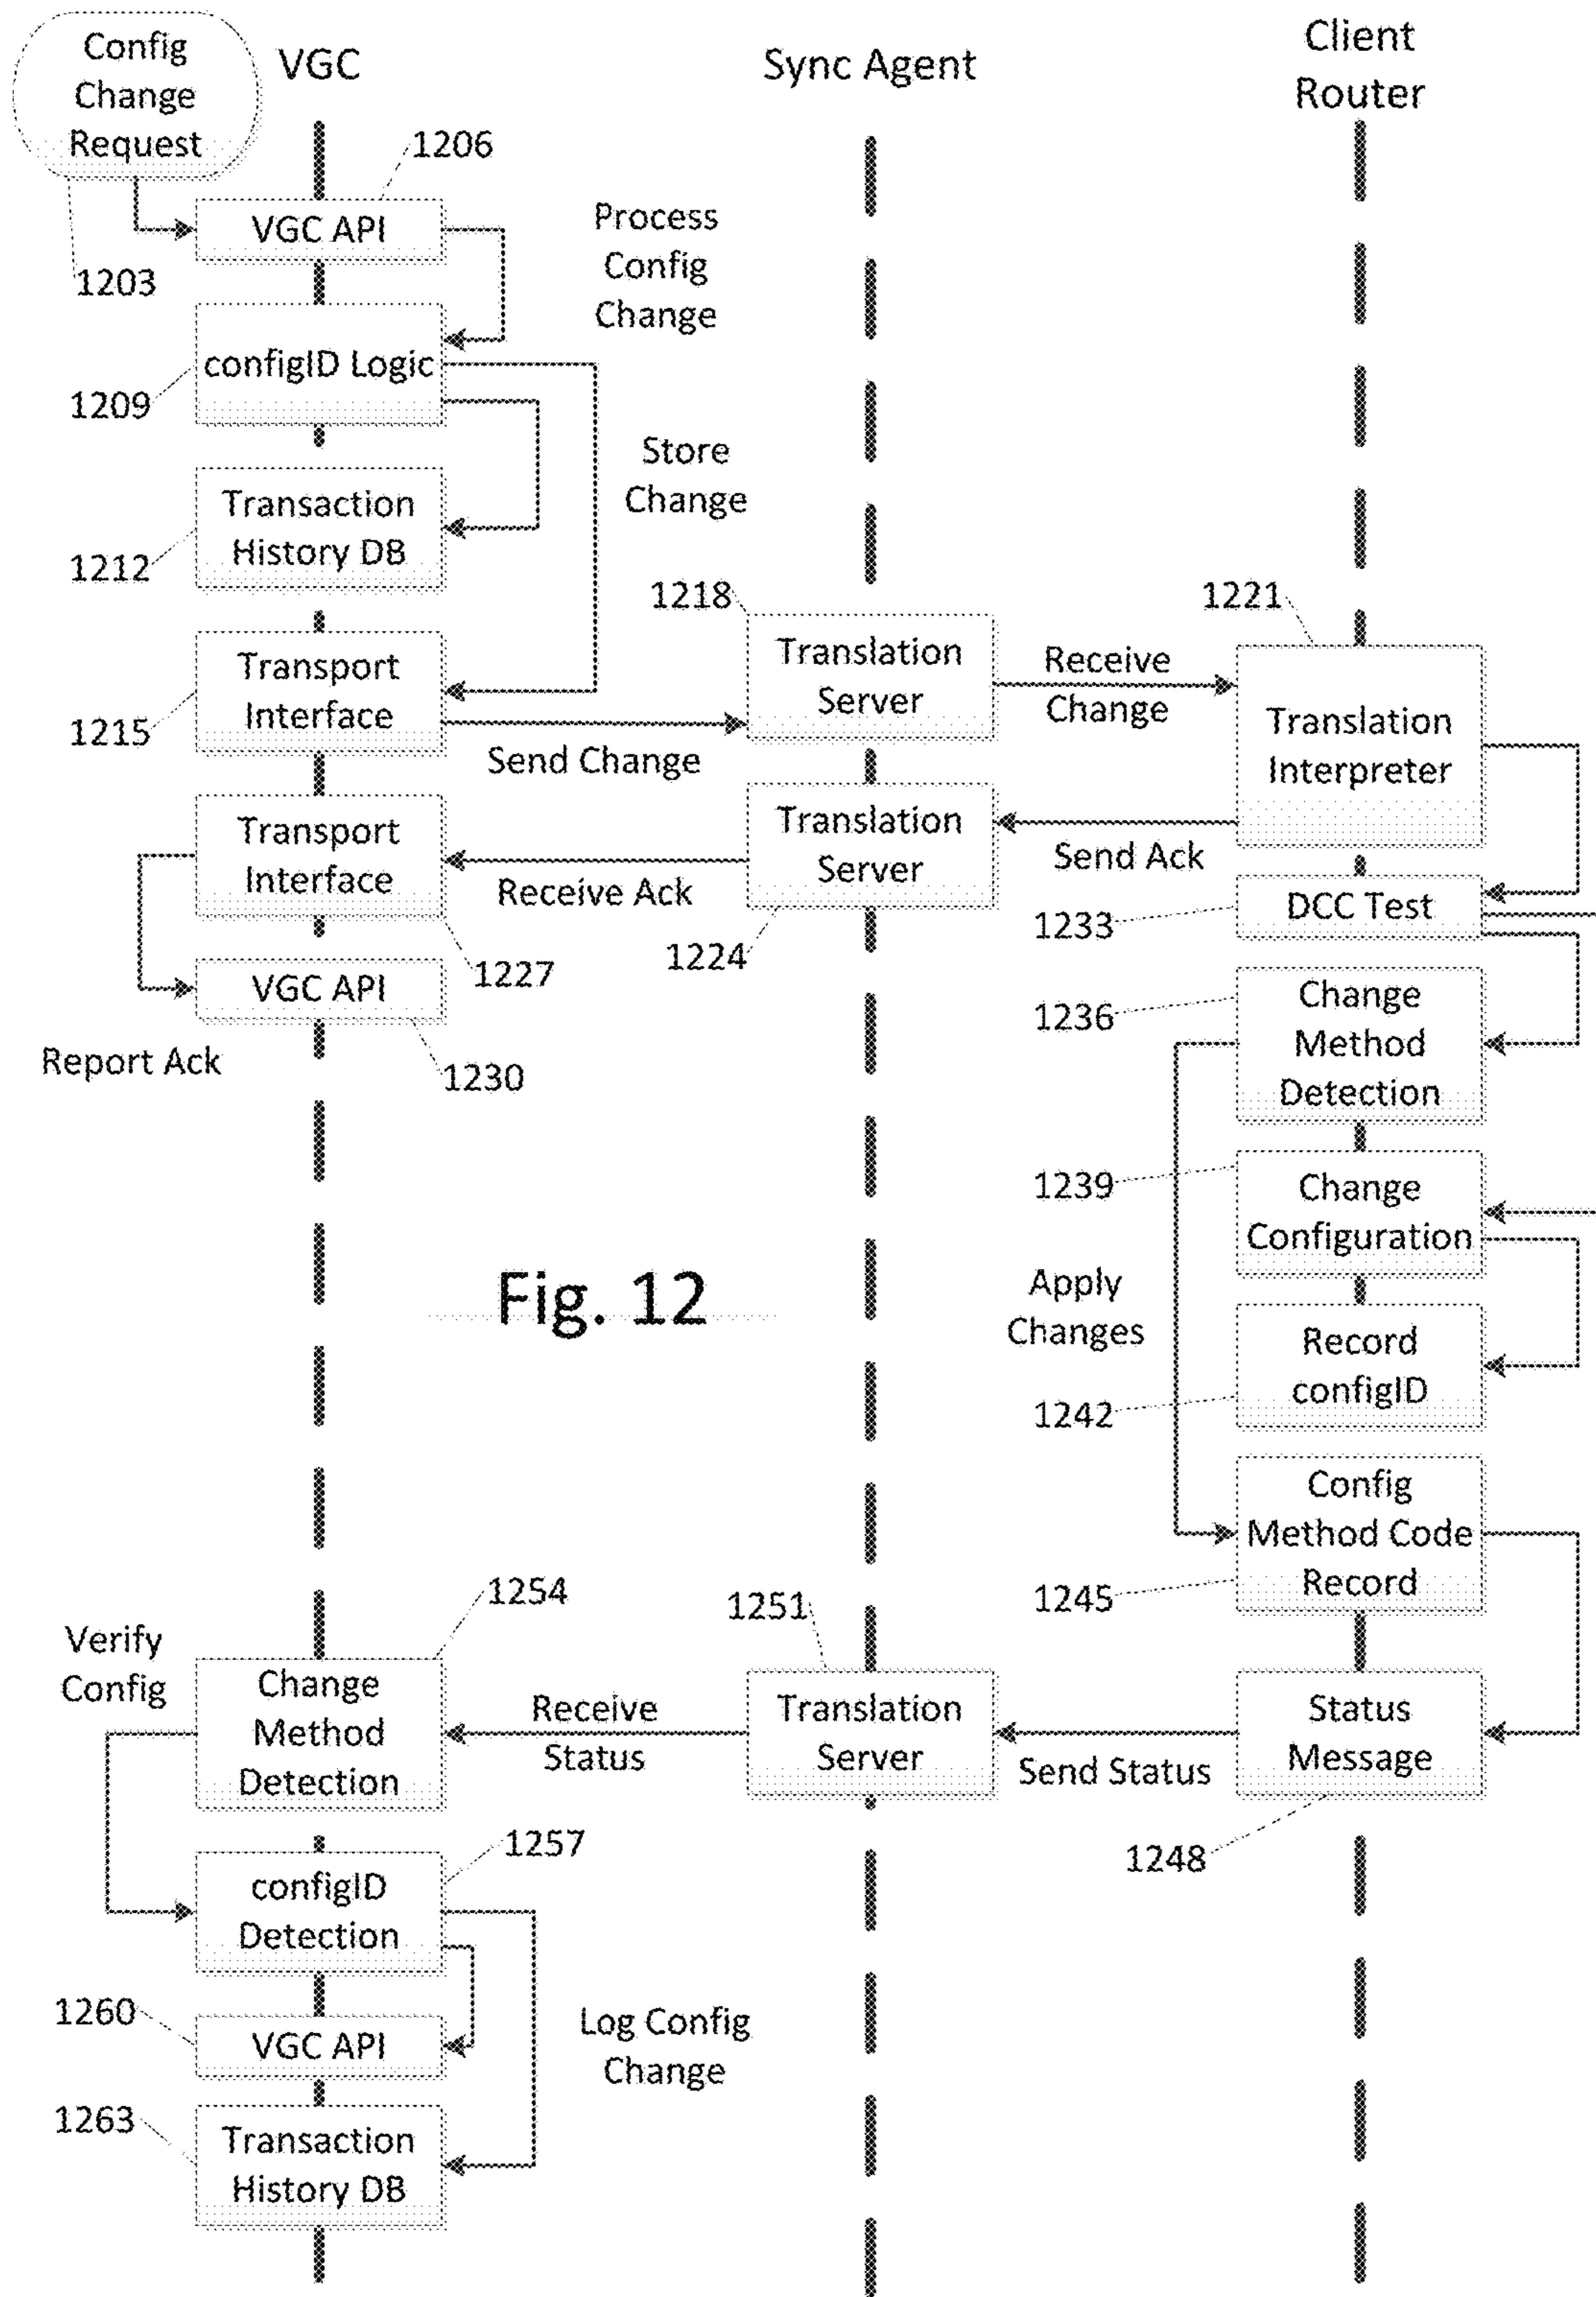 Config
Change
Request
VGC
Sync Agent
Client
Router
1206
VGC API
1203
Process
Config
Change
configID Logic
1209
Store
Change
Transaction
History DB
1212
1218
1221
Transport
Interface
1215
Send Change
Translation
Server
Receive
Change
Translation
Interpreter
Transport
Interface
Receive Ack
Translation
Server
Send Ack
1227
1224
DCC Test
1233
VGC API
Report Ack
1230
Change
Method
Detection
1236
1239
Change
Configuration
Fig. 12
Apply
Changes
Record
configID
1242
Config
Method Code
Record
1245
1254
1251
Verify
Config
Change
Method
Detection
Receive
Status
Translation
Server
Send Status
Status
Message
1248
1257
configID
Detection
1260
VGC API
Log Config
Change
1263
Transaction
History DB